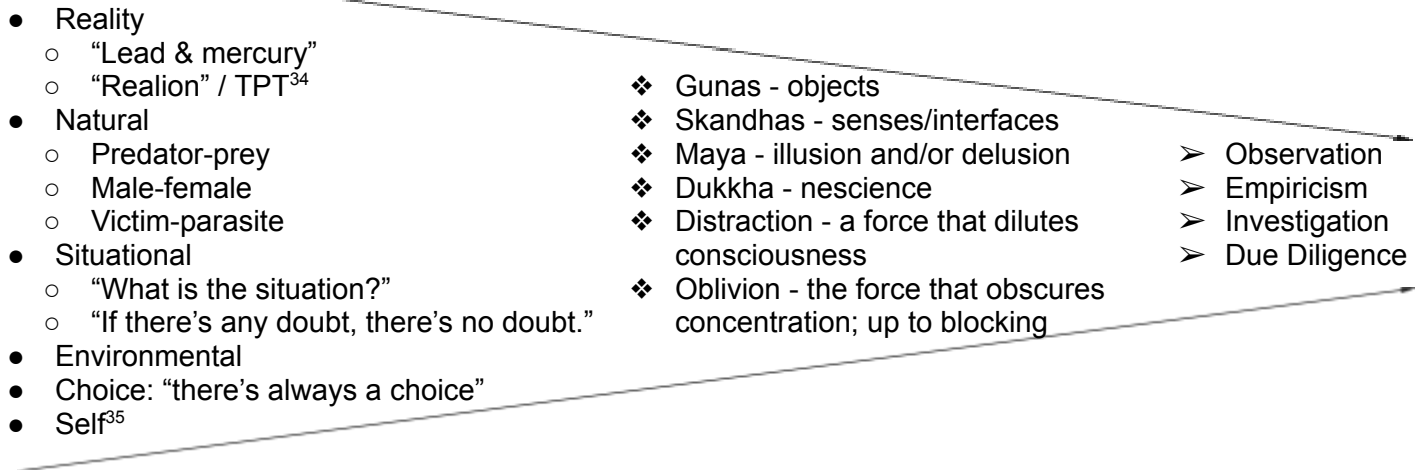 ● Reality
○ “Lead & mercury”
○ “Realion” / TPT³⁴
● Natural
○ Predator-prey
○ Male-female
○ Victim-parasite
● Situational
○ “What is the situation?”
○ “If there’s any doubt, there’s no doubt.”
● Environmental
● Choice: “there’s always a choice”
● Self³⁵
❖ Gunas - objects
❖ Skandhas - senses/interfaces
❖ Maya - illusion and/or delusion
❖ Dukkha - nescience
❖ Distraction - a force that dilutes
consciousness
❖ Oblivion - the force that obscures
concentration; up to blocking
➢ Observation
➢ Empiricism
➢ Investigation
➢ Due Diligence